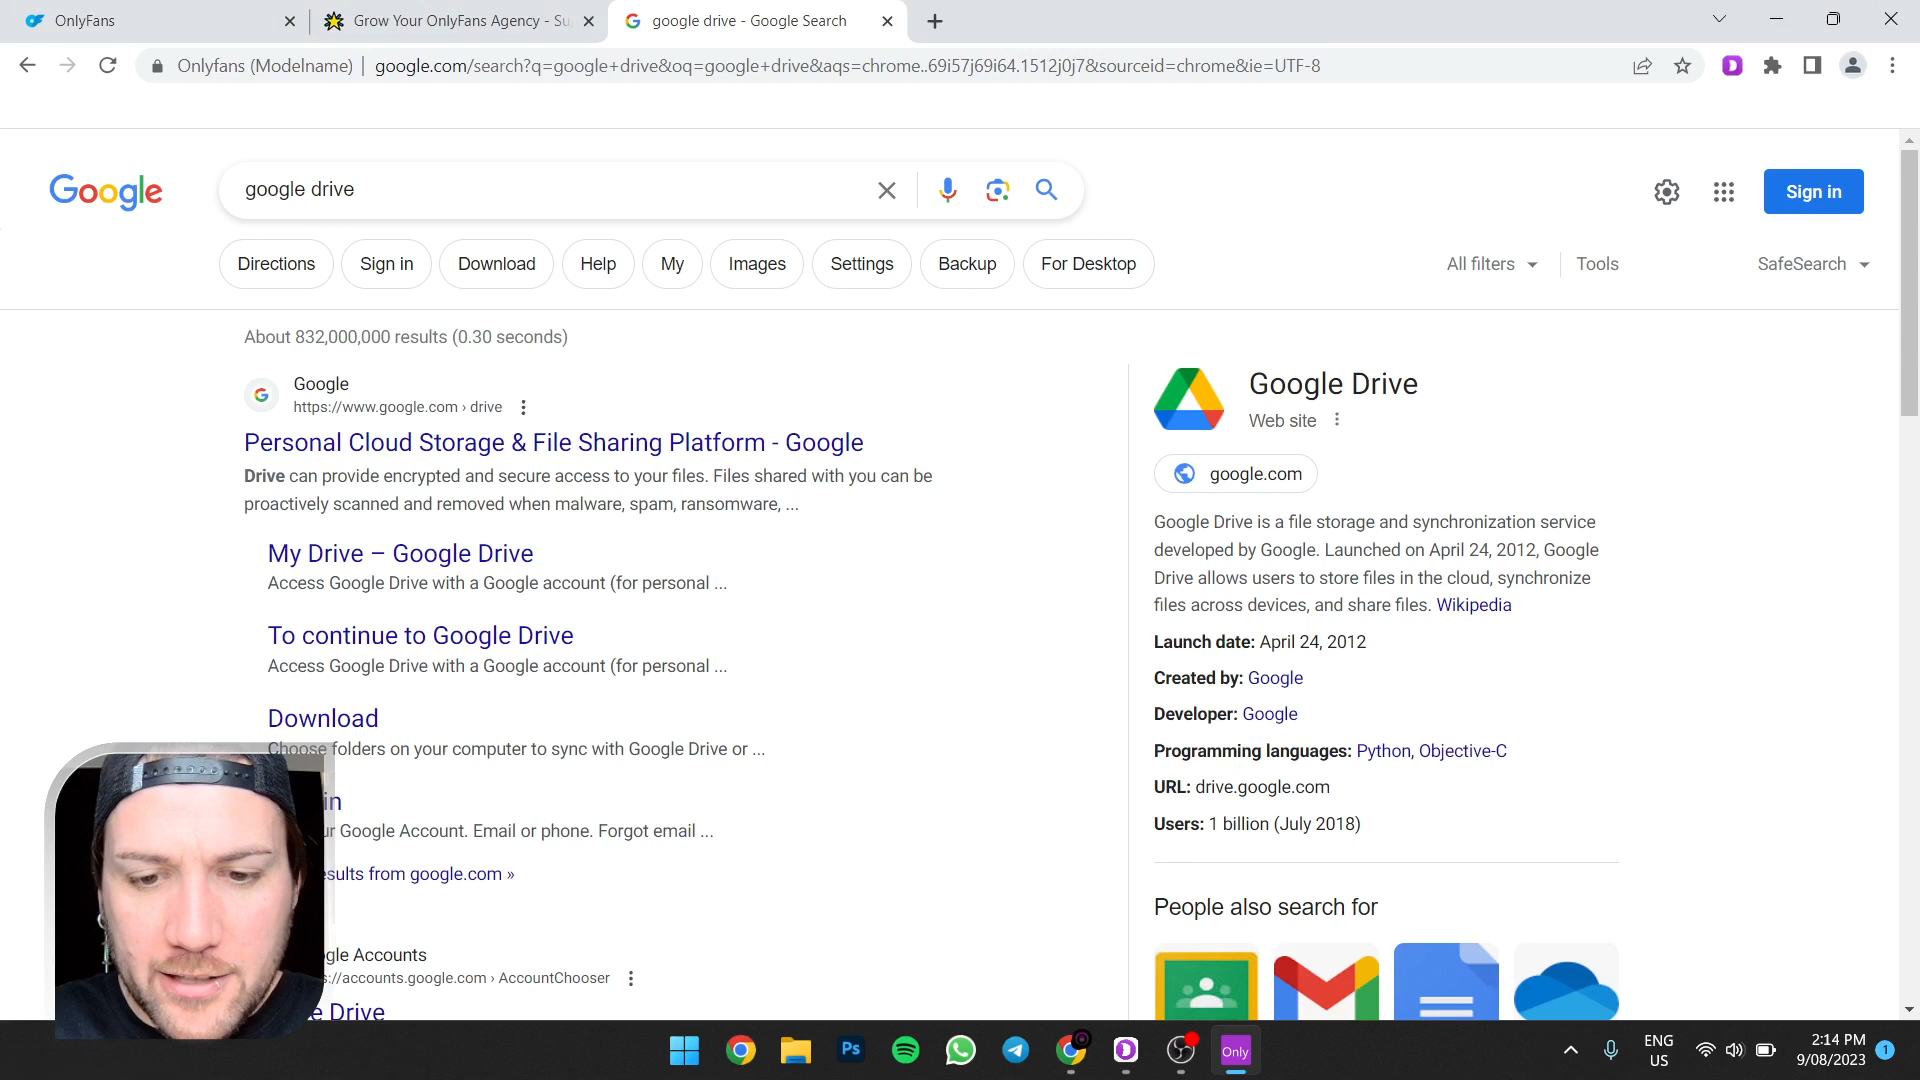 OnlyFans
Grow Your OnlyFans Agency - Su
google drive - Google Search
Onlyfans (Modelname) | google.com/search?q=google+drive&oq=google+drive&aqs=chrome..69i57j69i64.1512j0j7&sourceid=chrome&ie=UTF-8
Google
google drive
Sign in
Directions
Sign in
Download
Help
My
Images
Settings
Backup
For Desktop
All filters
Tools
SafeSearch
About 832,000,000 results (0.30 seconds)
Google
https://www.google.com › drive
Personal Cloud Storage & File Sharing Platform - Google
Drive can provide encrypted and secure access to your files. Files shared with you can be
proactively scanned and removed when malware, spam, ransomware, ...
My Drive – Google Drive
Access Google Drive with a Google account (for personal ...
To continue to Google Drive
Access Google Drive with a Google account (for personal ...
Download
Choose folders on your computer to sync with Google Drive or ...
in
ur Google Account. Email or phone. Forgot email ...
esults from google.com »
gle Accounts
s://accounts.google.com › AccountChooser
e Drive
Google Drive
Web site
google.com
Google Drive is a file storage and synchronization service
developed by Google. Launched on April 24, 2012, Google
Drive allows users to store files in the cloud, synchronize
files across devices, and share files. Wikipedia
Launch date: April 24, 2012
Created by: Google
Developer: Google
Programming languages: Python, Objective-C
URL: drive.google.com
Users: 1 billion (July 2018)
People also search for
Ps
Only
ENG
US
2:14 PM
9/08/2023
1